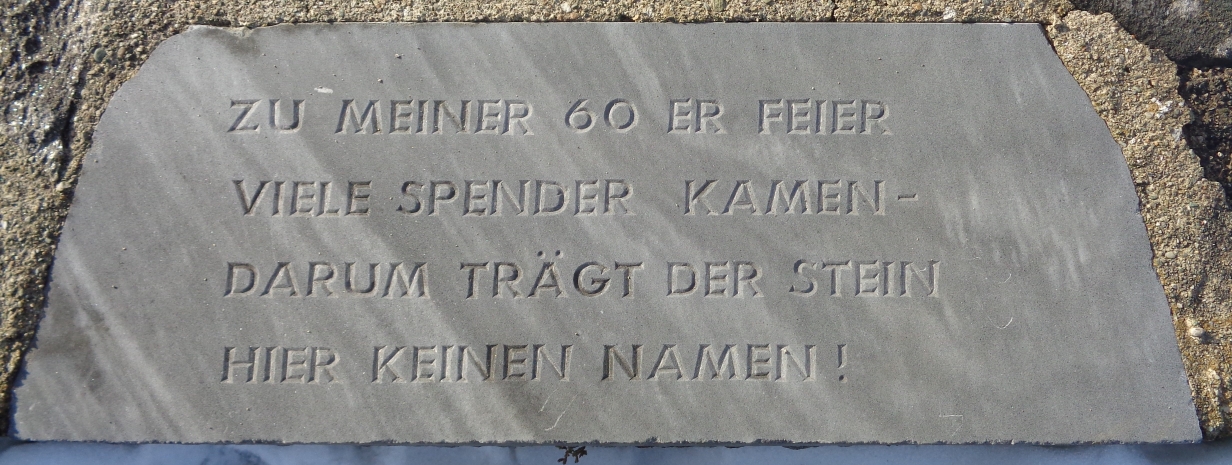 ZU MEINER 60 ER FEIER
VIELE SPENDER KAMEN-
DARUM TRÄGT DER STEIN
HIER KEINEN NAMEN!